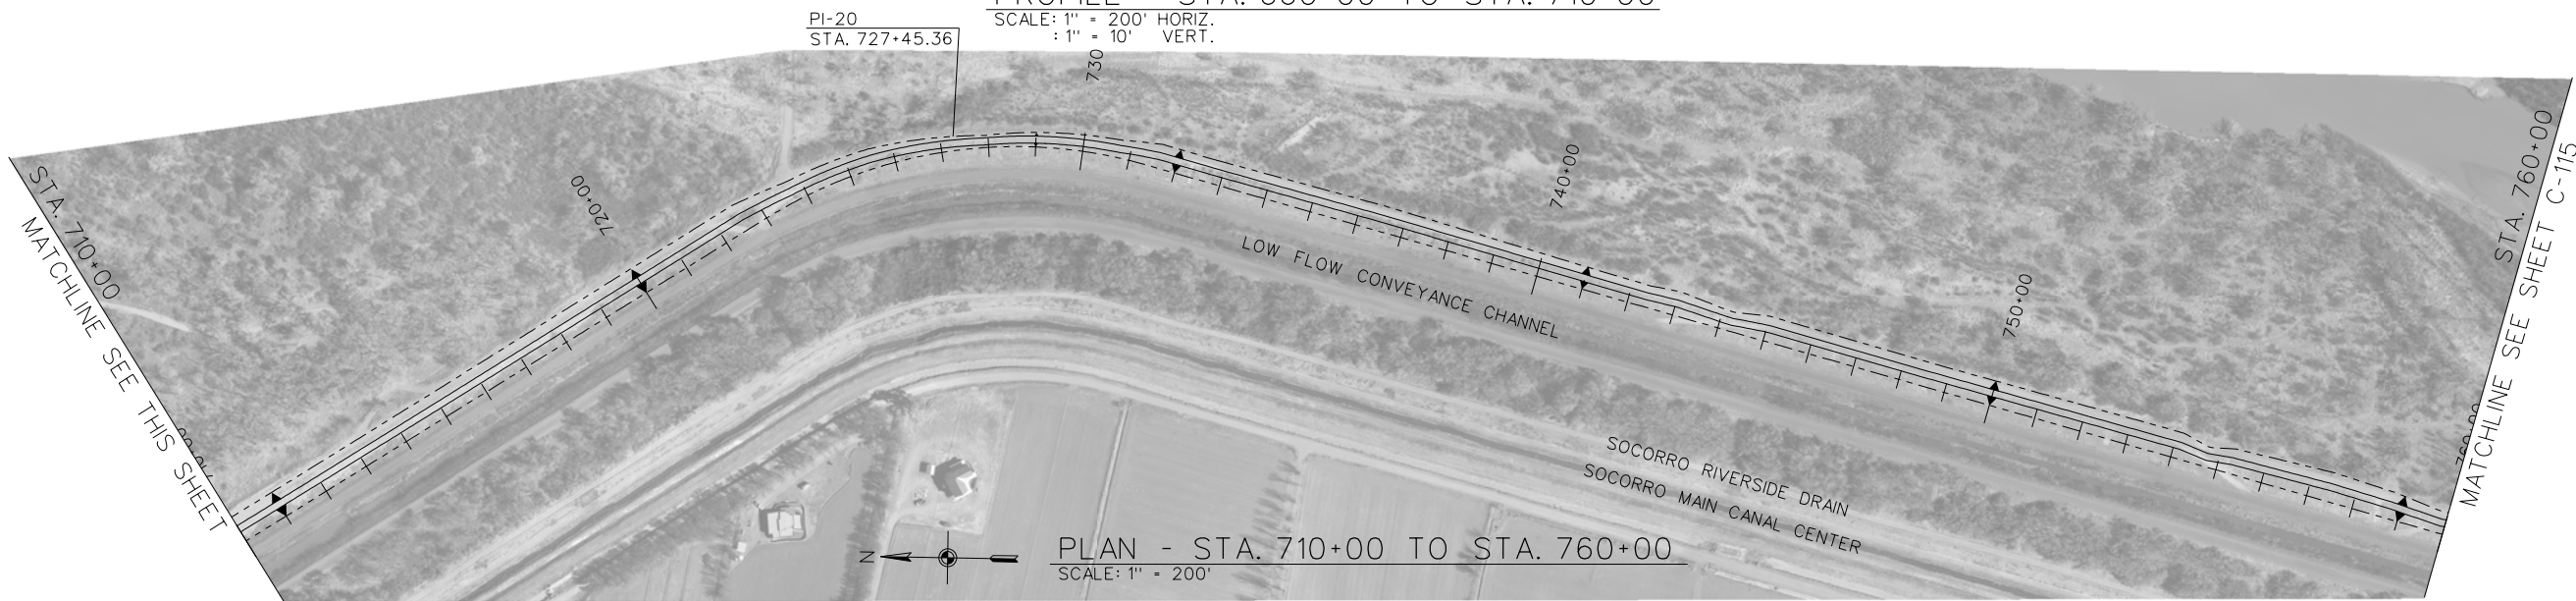 SCALE: 1" = 200' HORIZ.
: 1" = 10' VERT.
PI-20
STA. 727+45.36
730
STA. 710+00
MATCHLINE SEE THIS SHEET
720+00
740+00
750+00
STA. 760+00
MATCHLINE SEE SHEET C-115
LOW FLOW CONVEYANCE CHANNEL
SOCORRO RIVERSIDE DRAIN
SOCORRO MAIN CANAL CENTER
N
PLAN - STA. 710+00 TO STA. 760+00
SCALE: 1" = 200'